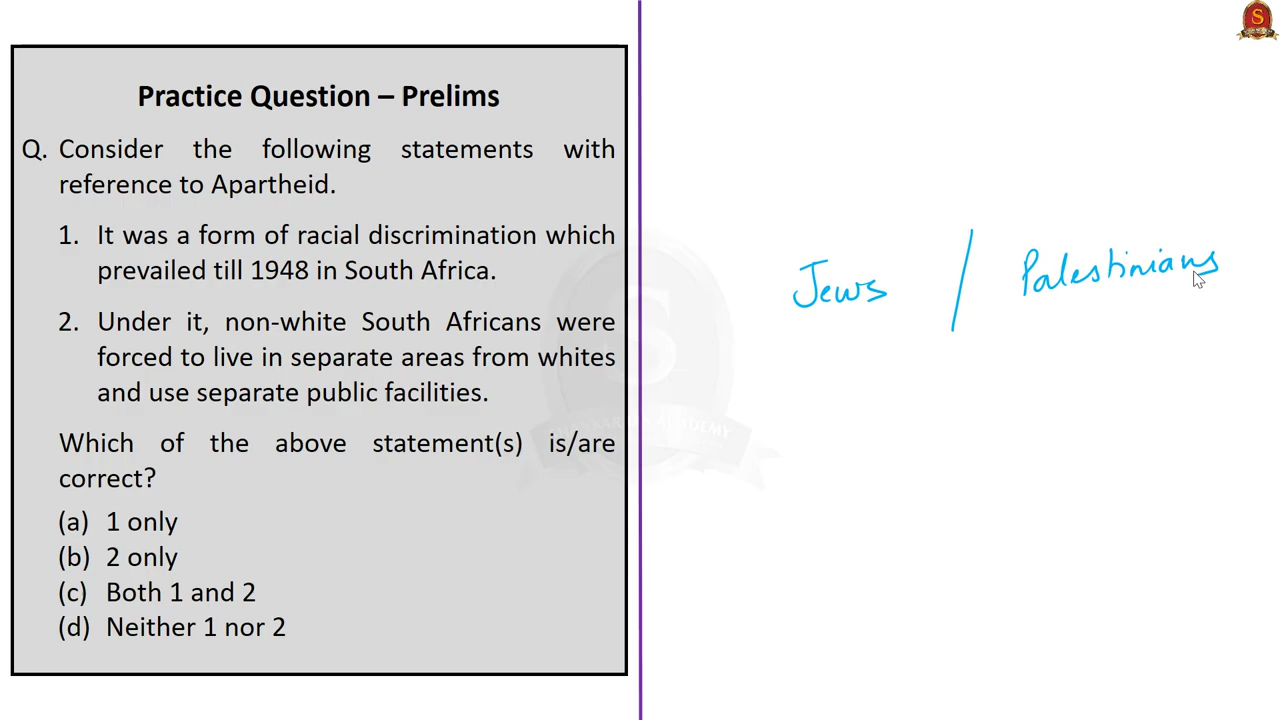 Practice Question – Prelims
Q. Consider the following statements with
reference to Apartheid.
1. It was a form of racial discrimination which
prevailed till 1948 in South Africa.
2. Under it, non-white South Africans were
forced to live in separate areas from whites
and use separate public facilities.
Which of the above statement(s) is/are
correct?
(a) 1 only
(b) 2 only
(c) Both 1 and 2
(d) Neither 1 nor 2
Jews / Palestinians
S